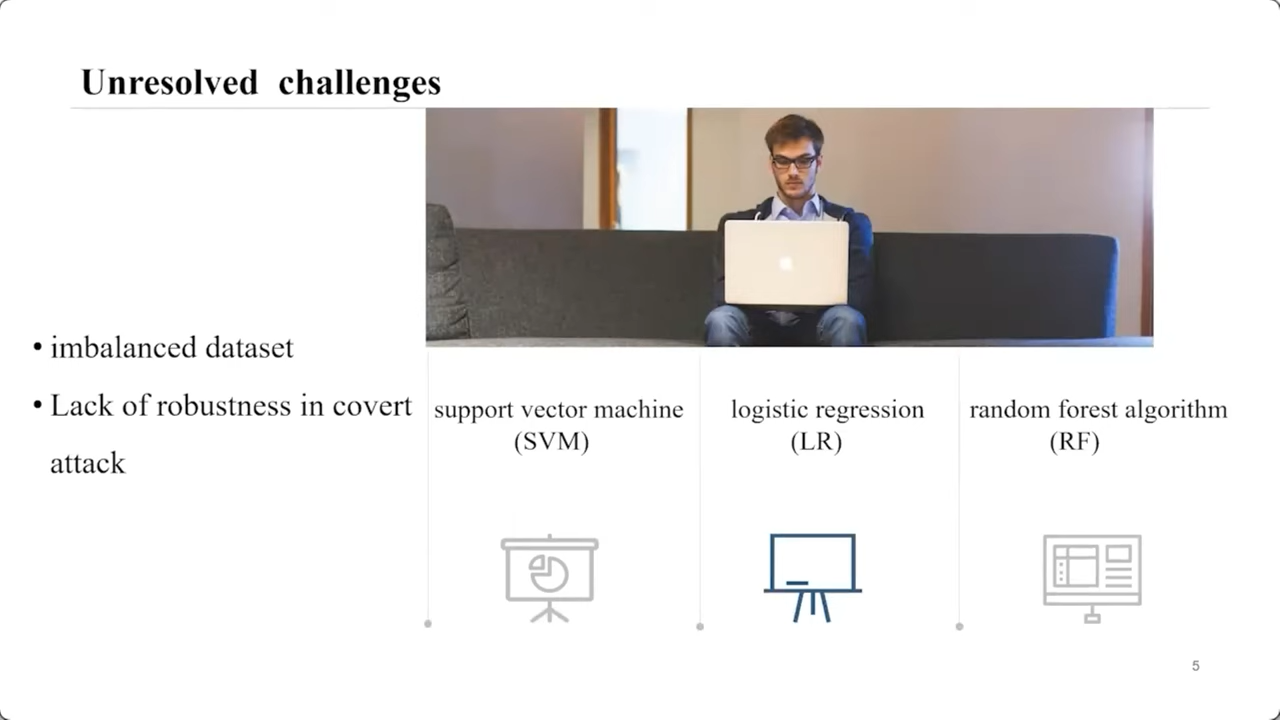 Unresolved challenges
• imbalanced dataset
• Lack of robustness in covert
attack
support vector machine
(SVM)
logistic regression
(LR)
random forest algorithm
(RF)
5